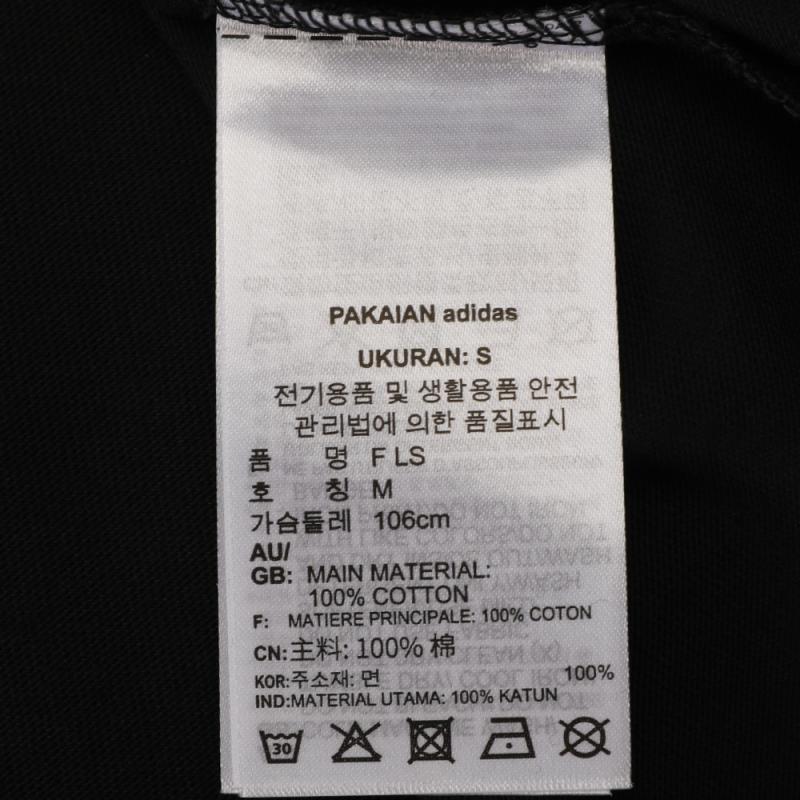 PAKAIAN adidas
UKURAN: S
전기용품 및 생활용품 안전
관리법에 의한 품질표시
품 명 F LS
호 칭 M
가슴둘레 106cm
AU/
GB: MAIN MATERIAL:
100% COTTON
F: MATIERE PRINCIPALE: 100% COTON
CN:主料: 100% 棉
KOR:주소재: 면 100%
IND:MATERIAL UTAMA: 100% KATUN
30